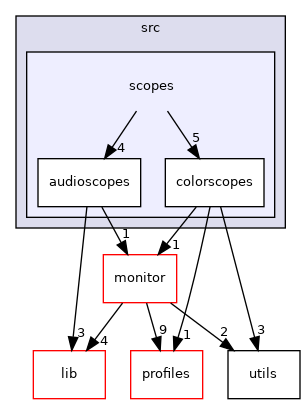 src
scopes
4
5
audioscopes
colorscopes
1
1
monitor
3
4
9
1
2
3
lib
profiles
utils